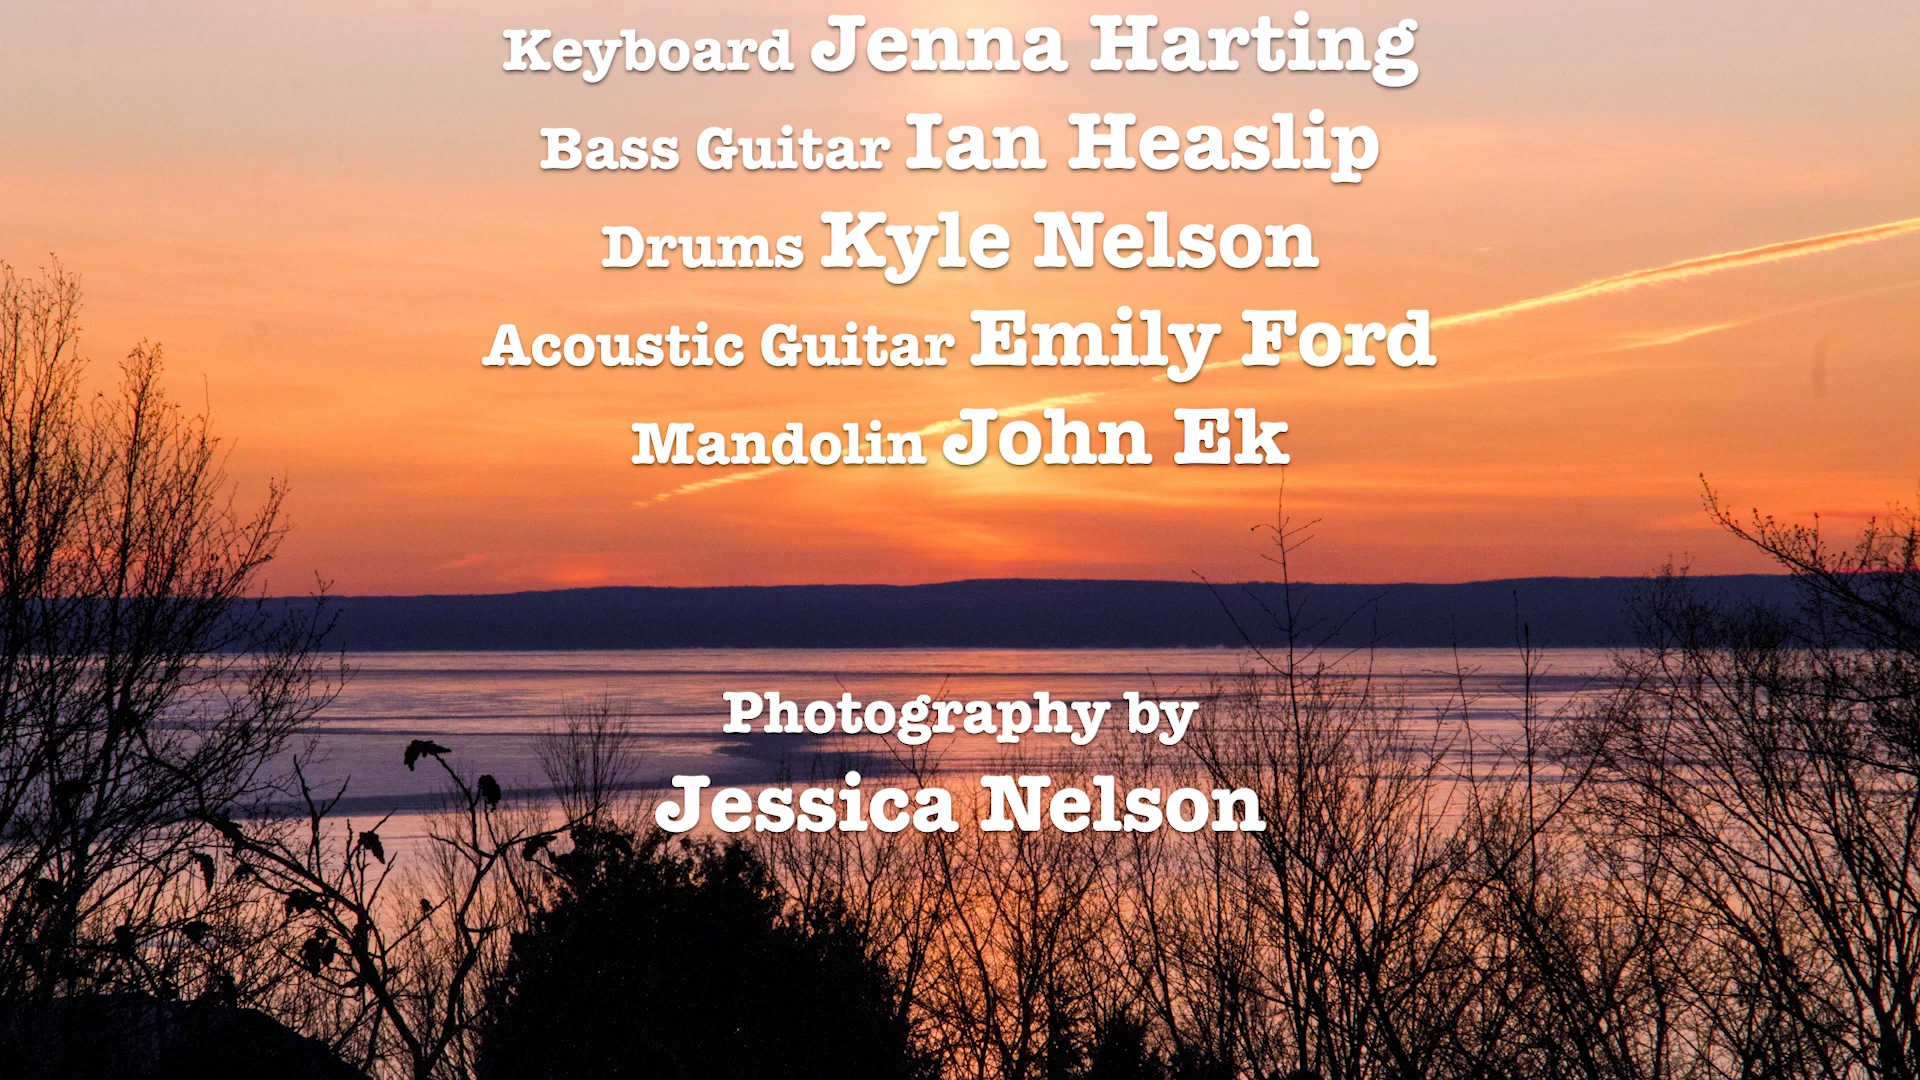 Keyboard Jenna Harting
Bass Guitar Ian Heaslip
Drums Kyle Nelson
Acoustic Guitar Emily Ford
Mandolin John Ek
Photography by
Jessica Nelson